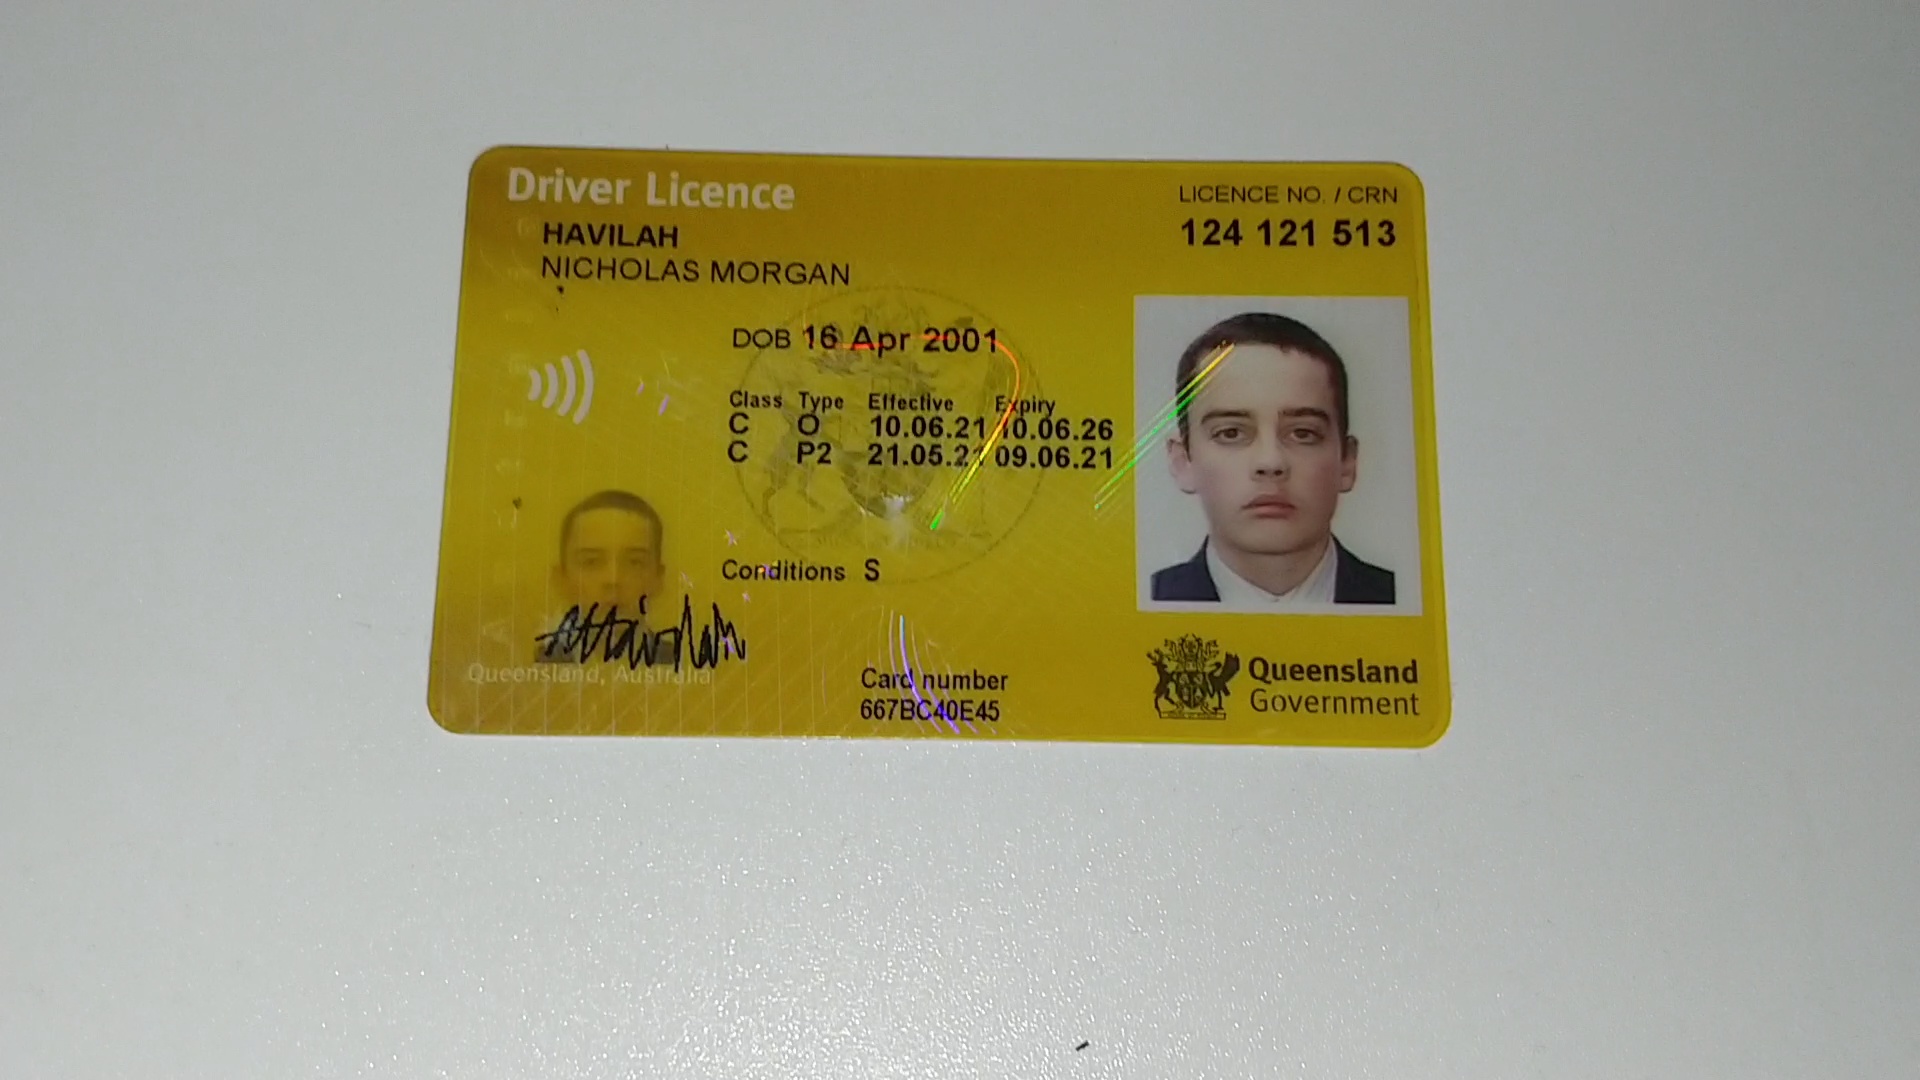 Driver Licence
LICENCE NO. / CRN
HAVILAH
124 121 513
NICHOLAS MORGAN
DOB 16 Apr 2001
Class Type Effective Expiry
C O 10.06.21 10.06.26
C P2 21.05.21 09.06.21
Conditions S
Queensland, Australia
Card number
667BC40E45
Queensland
Government